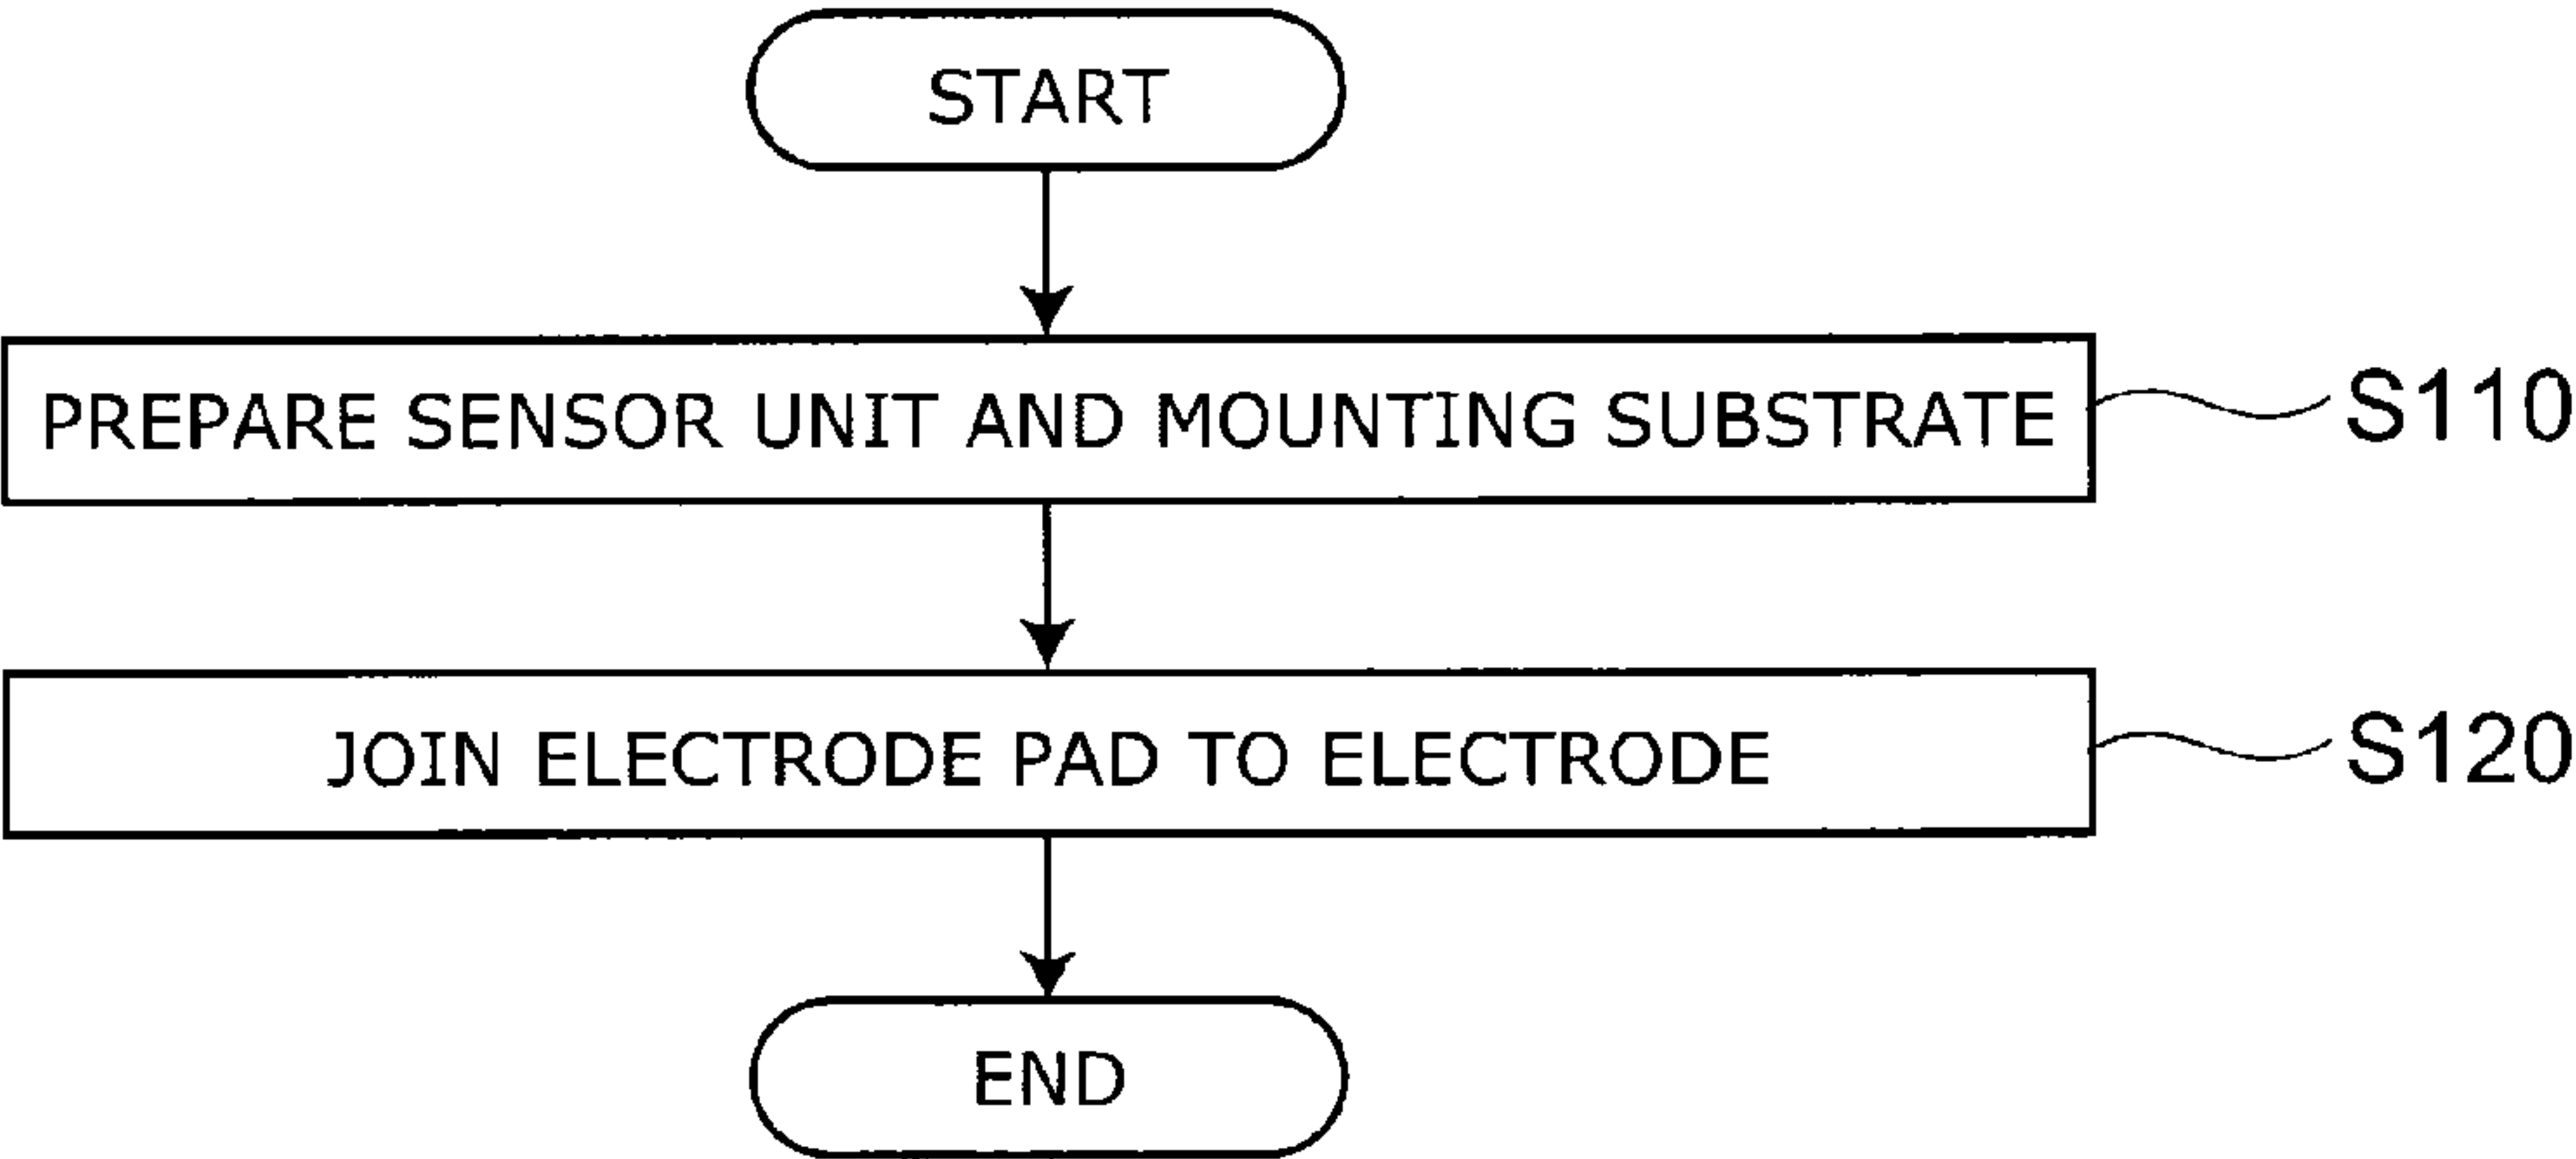 START
PREPARE SENSOR UNIT AND MOUNTING SUBSTRATE
S110
JOIN ELECTRODE PAD TO ELECTRODE
S120
END